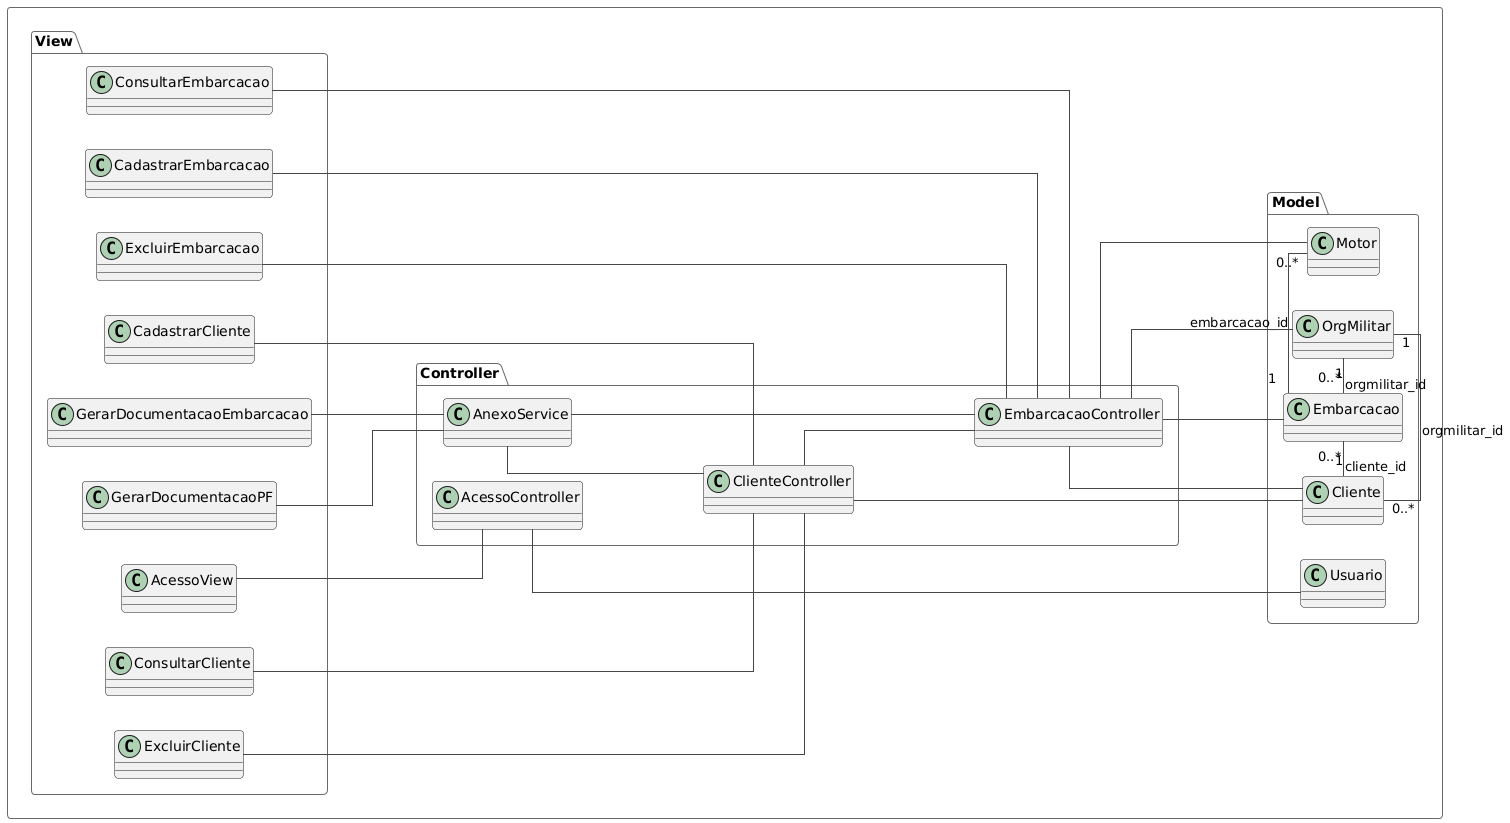 View
C ConsultarEmbarcacao
C CadastrarEmbarcacao
C ExcluirEmbarcacao
C CadastrarCliente
C GerarDocumentacaoEmbarcacao
C GerarDocumentacaoPF
C AcessoView
C ConsultarCliente
C ExcluirCliente
Controller
C AnexoService
C AcessoController
C ClienteController
C EmbarcacaoController
Model
C Motor
0..*
embarcacao_id
1
C OrgMilitar
1
0..*
1
orgmilitar_id
C Embarcacao
orgmilitar_id
0..*
1
cliente_id
C Cliente
0..*
C Usuario